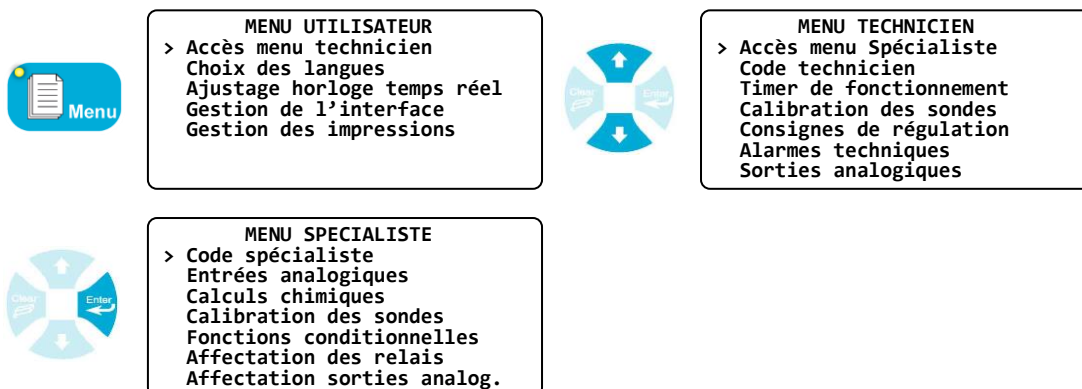 Menu
MENU UTILISATEUR
> Accès menu technicien
Choix des langues
Ajustage horloge temps réel
Gestion de l'interface
Gestion des impressions
Clear
Enter
MENU TECHNICIEN
> Accès menu Spécialiste
Code technicien
Timer de fonctionnement
Calibration des sondes
Consignes de régulation
Alarmes techniques
Sorties analogiques
Clear
Enter
MENU SPECIALISTE
> Code spécialiste
Entrées analogiques
Calculs chimiques
Calibration des sondes
Fonctions conditionnelles
Affectation des relais
Affectation sorties analog.